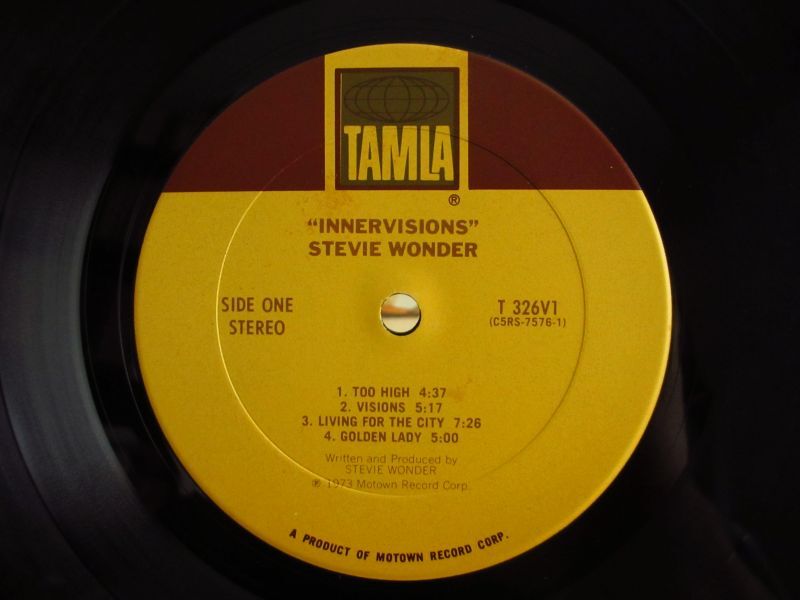 TAMLA
®
"INNERVISIONS"
STEVIE WONDER
SIDE ONE
STEREO
T 326V1
(C5RS-7576-1)
1. TOO HIGH 4:37
2. VISIONS 5:17
3. LIVING FOR THE CITY 7:26
4. GOLDEN LADY 5:00
Written and Produced by
STEVIE WONDER
℗ 1973 Motown Record Corp.
A PRODUCT OF MOTOWN RECORD CORP.